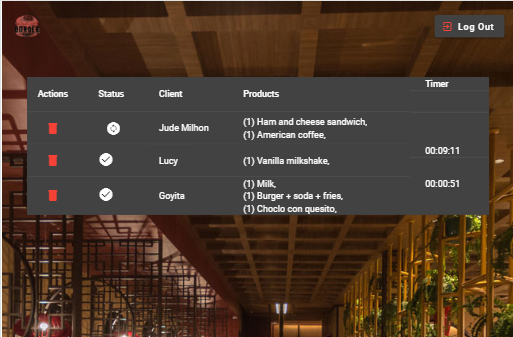 BURGER
Log Out
Actions Status Client Products Timer
Jude Milhon (1) Ham and cheese sandwich,
(1) American coffee,
Lucy (1) Vanilla milkshake, 00:09:11
Goyita (1) Milk, 00:00:51
(1) Burger + soda + fries,
(1) Choclo con quesito,